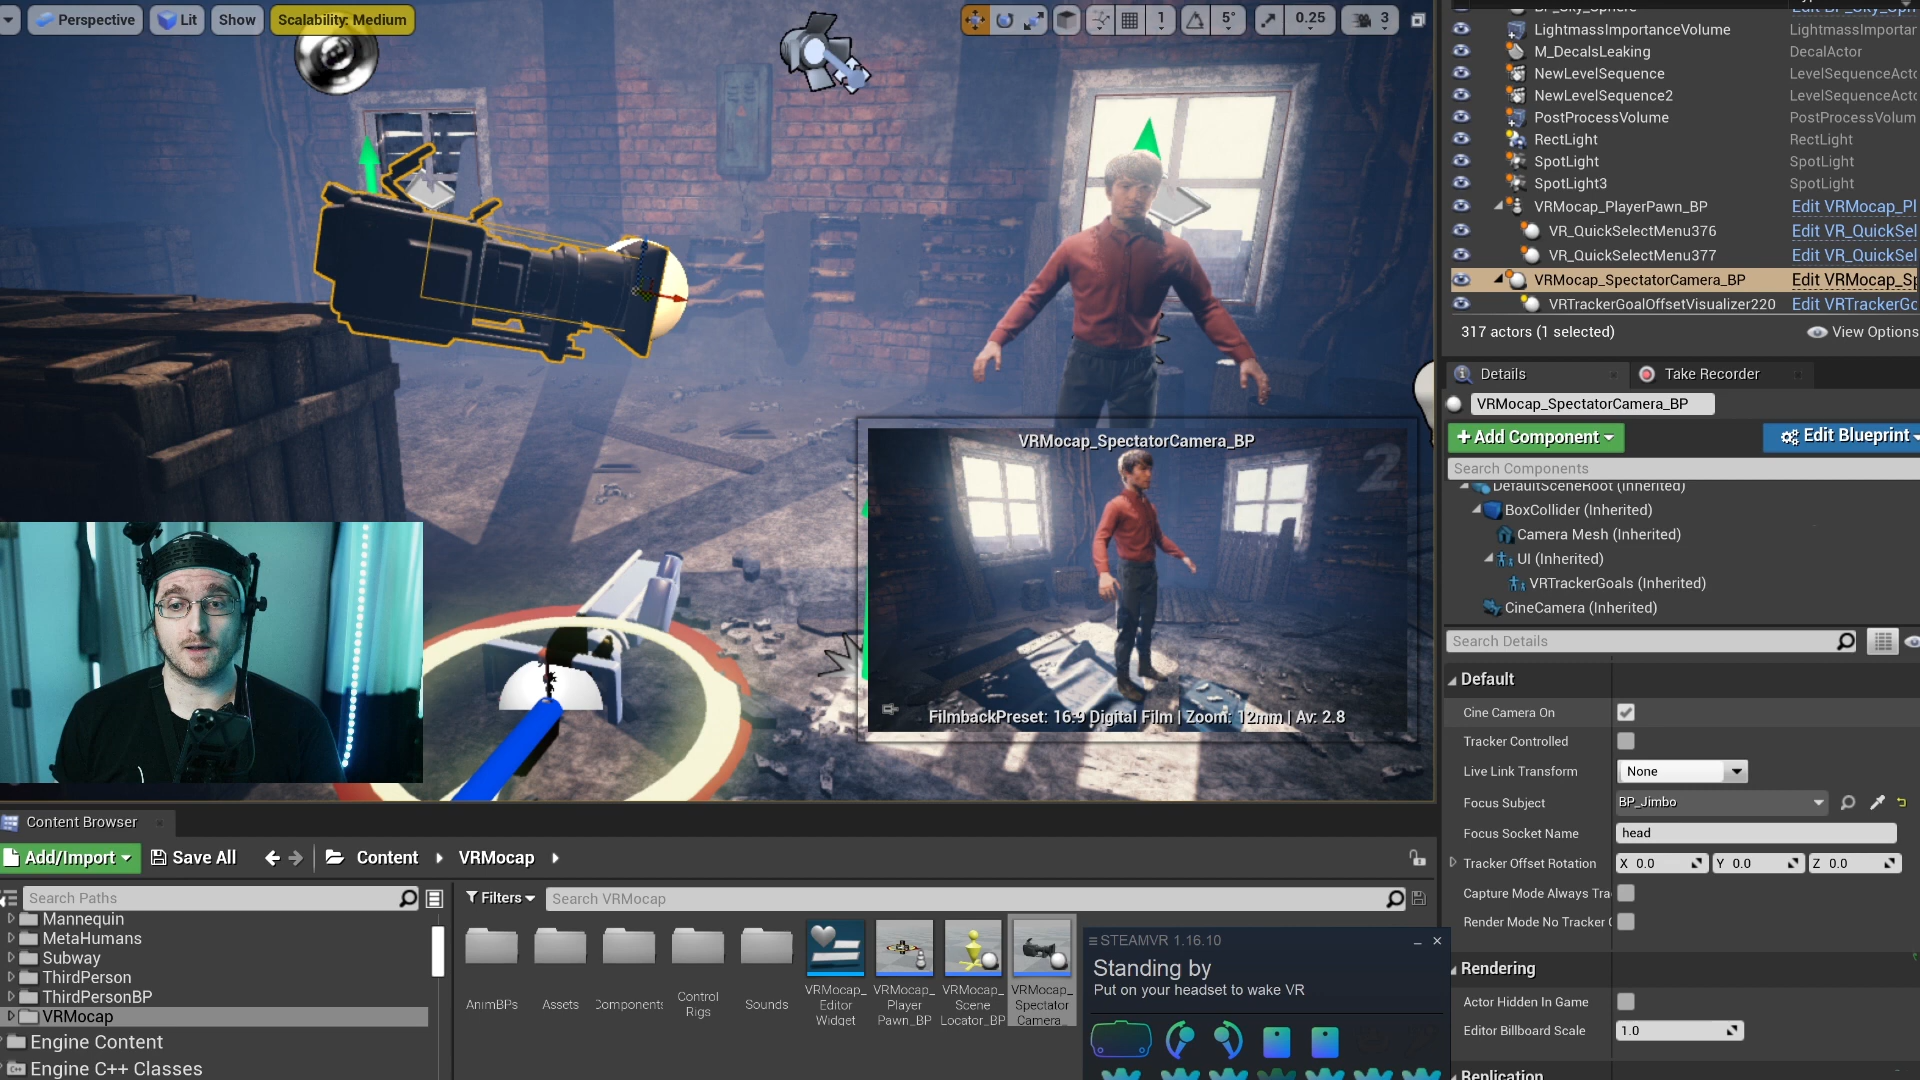 Perspective
Lit
Show
Scalability: Medium
1
5°
0.25
3
LightmassImportanceVolume
LightmassImportar
M_DecalsLeaking
DecalActor
NewLevelSequence
LevelSequenceActo
NewLevelSequence2
LevelSequenceActo
PostProcessVolume
PostProcessVolum
RectLight
RectLight
SpotLight
SpotLight
SpotLight3
SpotLight
VRMocap_PlayerPawn_BP
Edit VRMocap_Pl
VR_QuickSelectMenu376
Edit VR_QuickSel
VR_QuickSelectMenu377
Edit VR_QuickSel
VRMocap_SpectatorCamera_BP
Edit VRMocap_Sp
VRTrackerGoalOffsetVisualizer220
Edit VRTrackerGo
317 actors (1 selected)
View Options
Details
Take Recorder
VRMocap_SpectatorCamera_BP
+Add Component
Edit Blueprint
Search Components
DefaultSceneRoot (Inherited)
BoxCollider (Inherited)
Camera Mesh (Inherited)
UI (Inherited)
VRTrackerGoals (Inherited)
CineCamera (Inherited)
Search Details
Default
Cine Camera On
Tracker Controlled
Live Link Transform
None
Focus Subject
BP_Jimbo
Focus Socket Name
head
Tracker Offset Rotation
X 0.0
Y 0.0
Z 0.0
Capture Mode Always Tra
Render Mode No Tracker
Rendering
Actor Hidden In Game
Editor Billboard Scale
1.0
Replication
VRMocap_SpectatorCamera_BP
2
FilmbackPreset: 16:9 Digital Film | Zoom: 12mm | Av: 2.8
Content Browser
Add/Import
Save All
Content
VRMocap
Search Paths
Filters
Search VRMocap
Mannequin
MetaHumans
Subway
ThirdPerson
ThirdPersonBP
VRMocap
Engine Content
Engine C++ Classes
AnimBPs
Assets
Components
Control
Rigs
Sounds
VRMocap_
Editor
Widget
VRMocap_
Player
Pawn_BP
VRMocap_
Scene
Locator_BP
VRMocap_
Spectator
Camera_
STEAMVR 1.16.10
Standing by
Put on your headset to wake VR